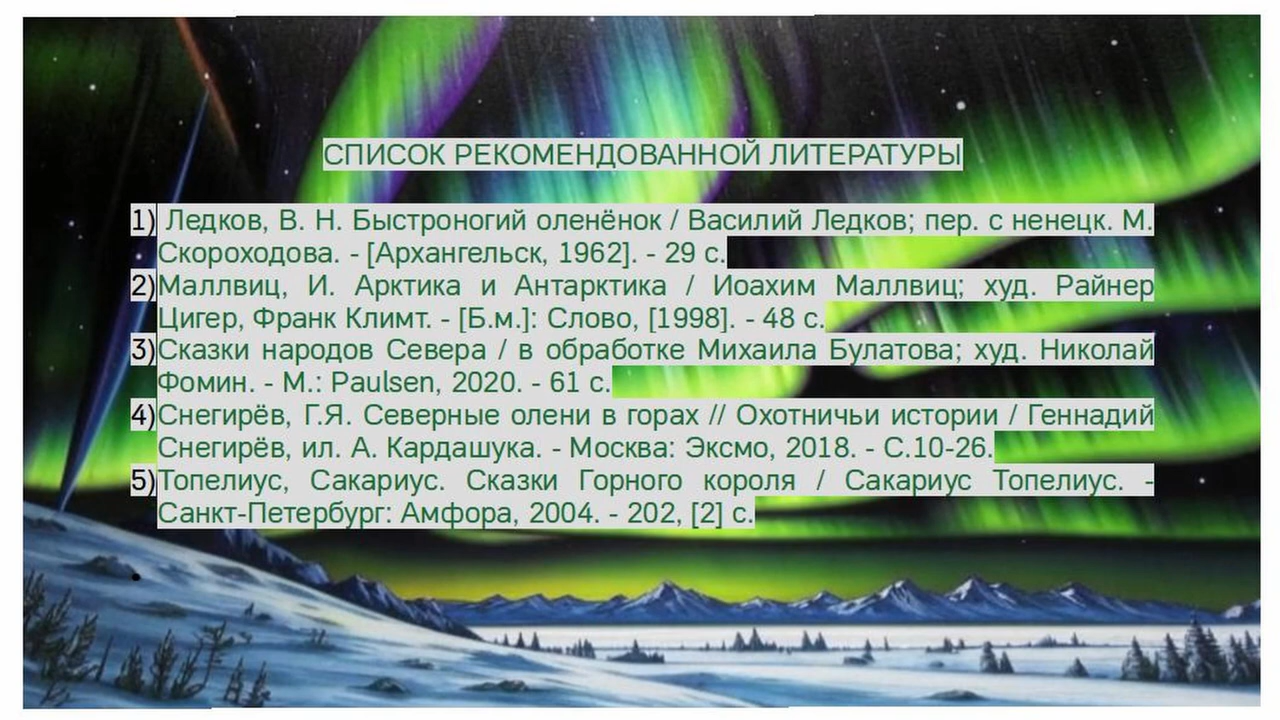 СПИСОК РЕКОМЕНДОВАННОЙ ЛИТЕРАТУРЫ
1) Ледков, В. Н. Быстроногий оленёнок / Василий Ледков; пер. с ненецк. М.
Скороходова. - [Архангельск, 1962]. - 29 с.
2)Маллвиц, И. Арктика и Антарктика / Иоахим Маллвиц; худ. Райнер
Цигер, Франк Климт. - [Б.м.]: Слово, [1998]. - 48 с.
3)Сказки народов Севера / в обработке Михаила Булатова; худ. Николай
Фомин. - М.: Paulsen, 2020. - 61 с.
4)Снегирёв, Г.Я. Северные олени в горах // Охотничьи истории / Геннадий
Снегирёв, ил. А. Кардашука. - Москва: Эксмо, 2018. - С.10-26.
5)Топелиус, Сакариус. Сказки Горного короля / Сакариус Топелиус. -
Санкт-Петербург: Амфора, 2004. - 202, [2] с.